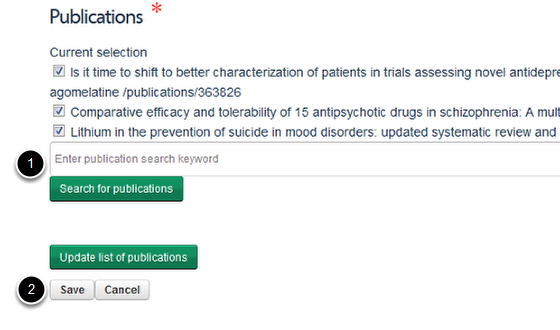 Publications *
Current selection
Is it time to shift to better characterization of patients in trials assessing novel antidepre
agomelatine /publications/363826
Comparative efficacy and tolerability of 15 antipsychotic drugs in schizophrenia: A mult
Lithium in the prevention of suicide in mood disorders: updated systematic review and
1 Enter publication search keyword
Search for publications
Update list of publications
2 Save Cancel